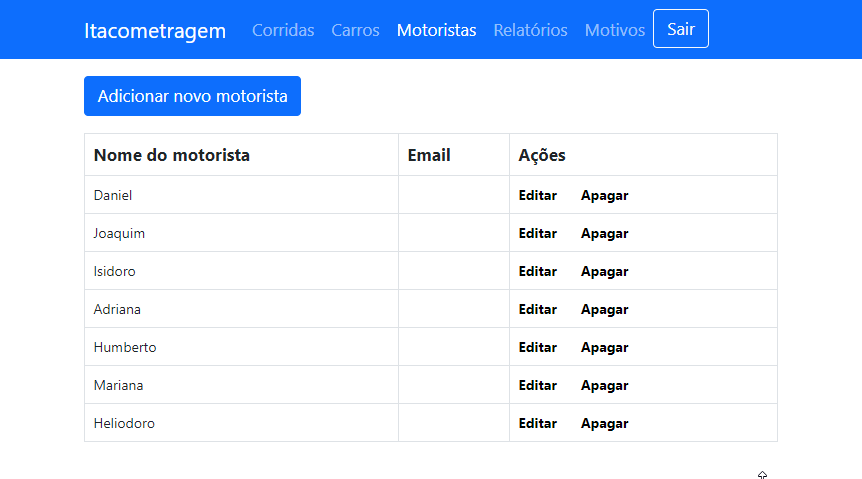 Itacometragem Corridas Carros Motoristas Relatórios Motivos Sair
Adicionar novo motorista
Nome do motorista Email Ações
Daniel Editar Apagar
Joaquim Editar Apagar
Isidoro Editar Apagar
Adriana Editar Apagar
Humberto Editar Apagar
Mariana Editar Apagar
Heliodoro Editar Apagar